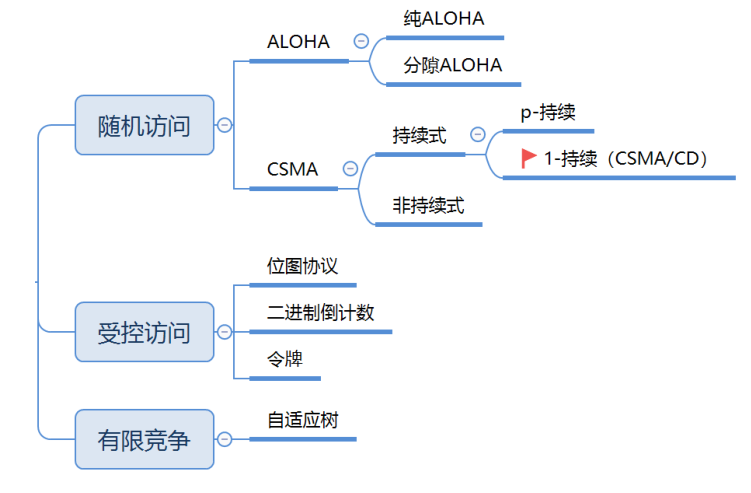 随机访问
ALOHA
纯ALOHA
分隙ALOHA
CSMA
持续式
p-持续
1-持续（CSMA/CD）
非持续式
受控访问
位图协议
二进制倒计数
令牌
有限竞争
自适应树